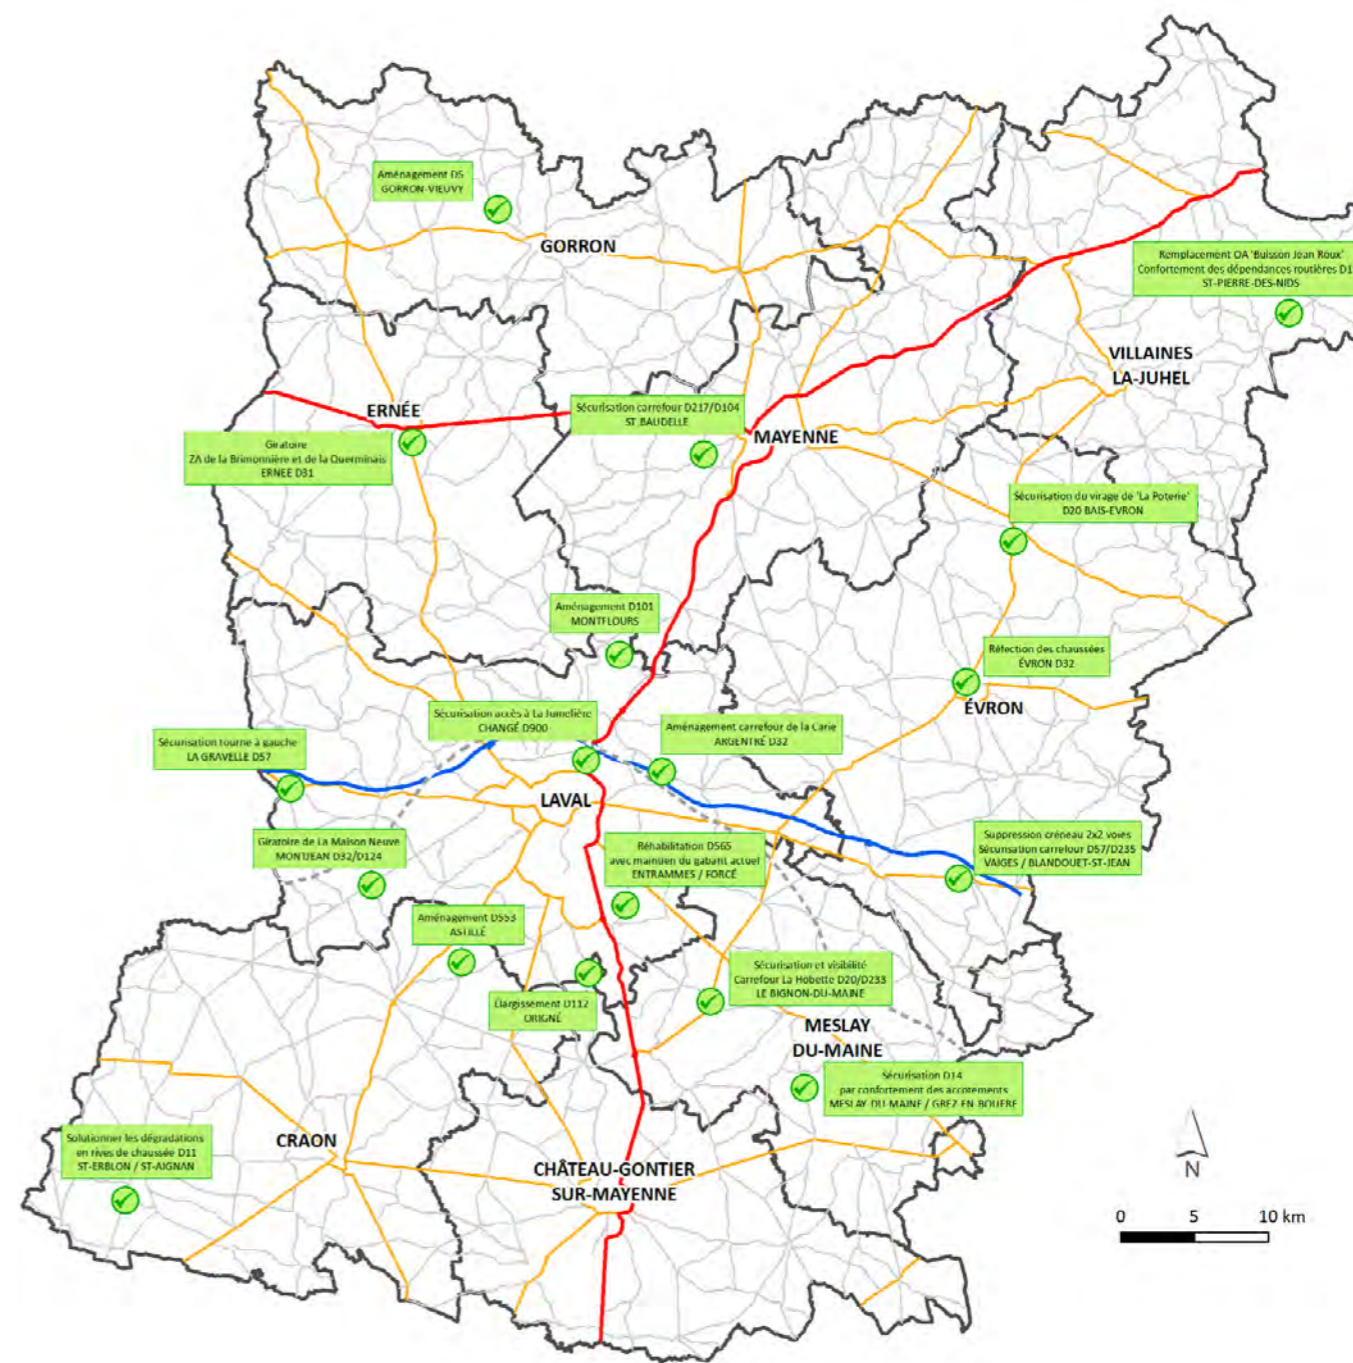 Aménagement D5
GORRON-VIEUVY
GORRON
Remplacement OA 'Buisson Jean Roux'
Confortement des dépendances routières D1
ST-PIERRE-DES-NIDS
VILLAINES
LA-JUHEL
ERNÉE
Sécurisation carrefour D217/D104
ST BAUDELLE
MAYENNE
Giratoire
ZA de la Brimonnière et de la Querminais
ERNEE D31
Sécurisation du virage de 'La Poterie'
D20 BAIS-EVRON
Aménagement D101
MONTFLOURS
Réfection des chaussées
ÉVRON D32
ÉVRON
Sécurisation accès à La Jumelière
CHANGÉ D900
Aménagement carrefour de la Carie
ARGENTRÉ D32
Sécurisation tourne à gauche
LA GRAVELLE D57
LAVAL
Giratoire de La Maison Neuve
MONTJEAN D32/D124
Réhabilitation D565
avec maintien du gabarit actuel
ENTRAMMES / FORCÉ
Suppression créneau 2x2 voies
Sécurisation carrefour D57/D235
VAIGES / BLANDOUET-ST-JEAN
Aménagement D553
ASTILLÉ
Sécurisation et visibilité
Carrefour La Hobette D20/D233
LE BIGNON-DU-MAINE
Élargissement D112
ORIGNÉ
MESLAY
DU-MAINE
Sécurisation D14
par confortement des accotements
MESLAY-DU-MAINE / GREZ-EN-BOUERE
Solutionner les dégradations
en rives de chaussée D11
ST-ERBLON / ST-AIGNAN
CRAON
CHÂTEAU-GONTIER
SUR-MAYENNE
N
0 5 10 km